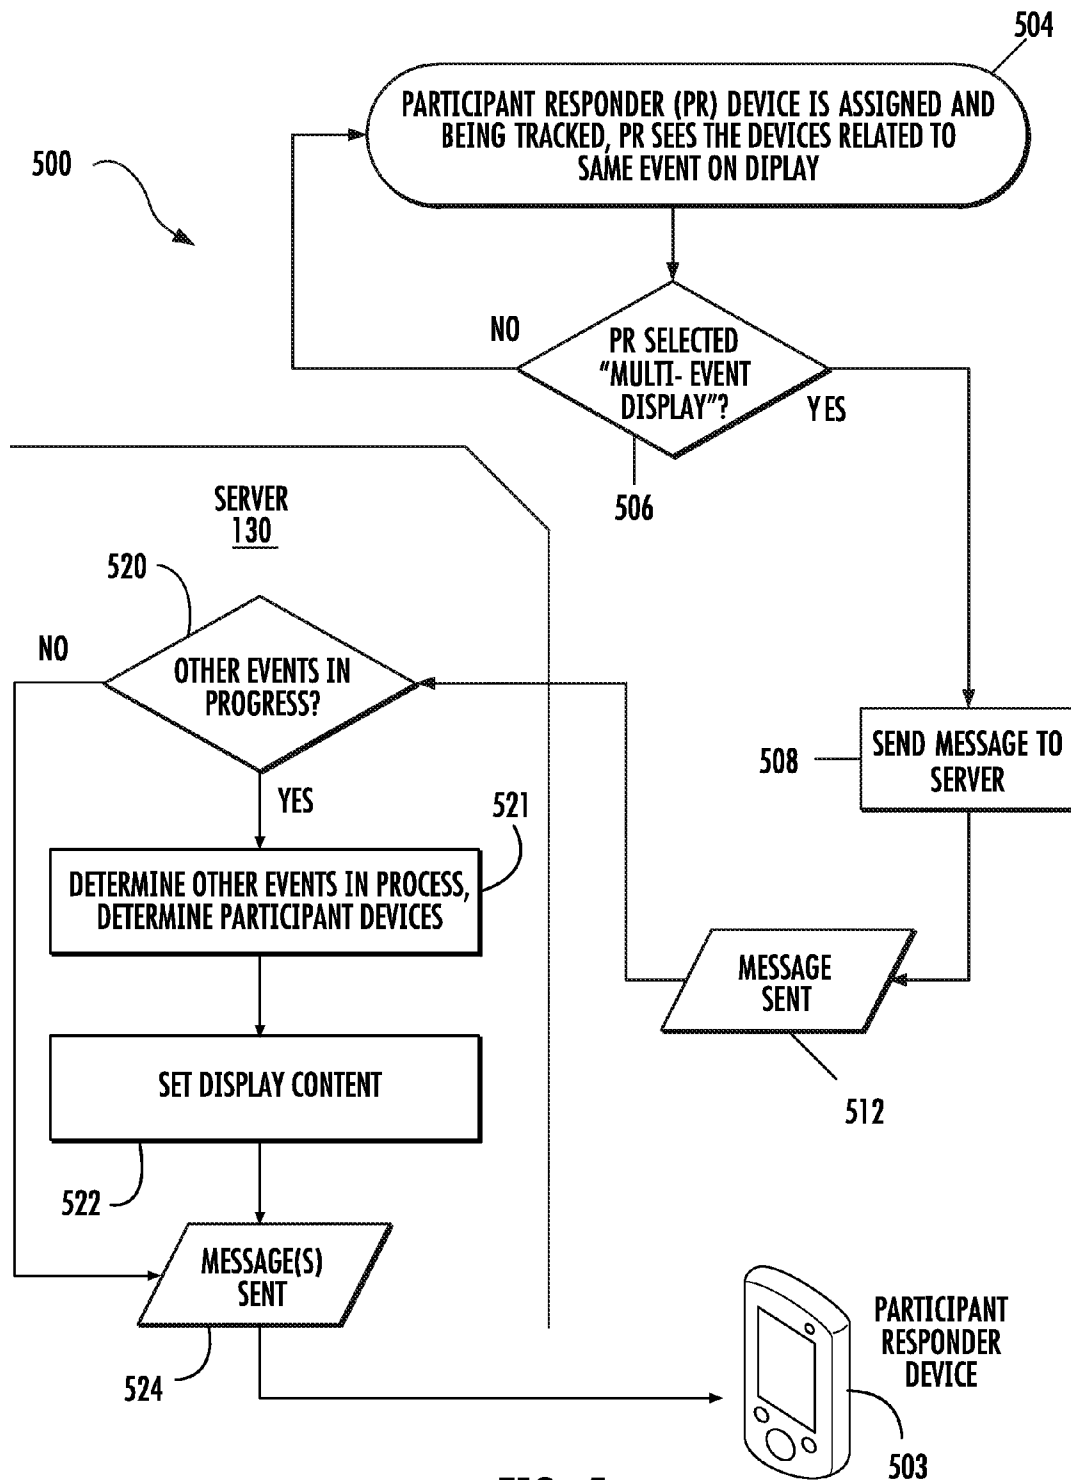 504
PARTICIPANT RESPONDER (PR) DEVICE IS ASSIGNED AND
BEING TRACKED, PR SEES THE DEVICES RELATED TO
SAME EVENT ON DIPLAY
500
NO
PR SELECTED
"MULTI- EVENT
DISPLAY"?
YES
506
SERVER
130
520
NO
OTHER EVENTS IN
PROGRESS?
YES
508
SEND MESSAGE TO
SERVER
521
DETERMINE OTHER EVENTS IN PROCESS,
DETERMINE PARTICIPANT DEVICES
MESSAGE
SENT
512
SET DISPLAY CONTENT
522
MESSAGE(S)
SENT
524
PARTICIPANT
RESPONDER
DEVICE
503